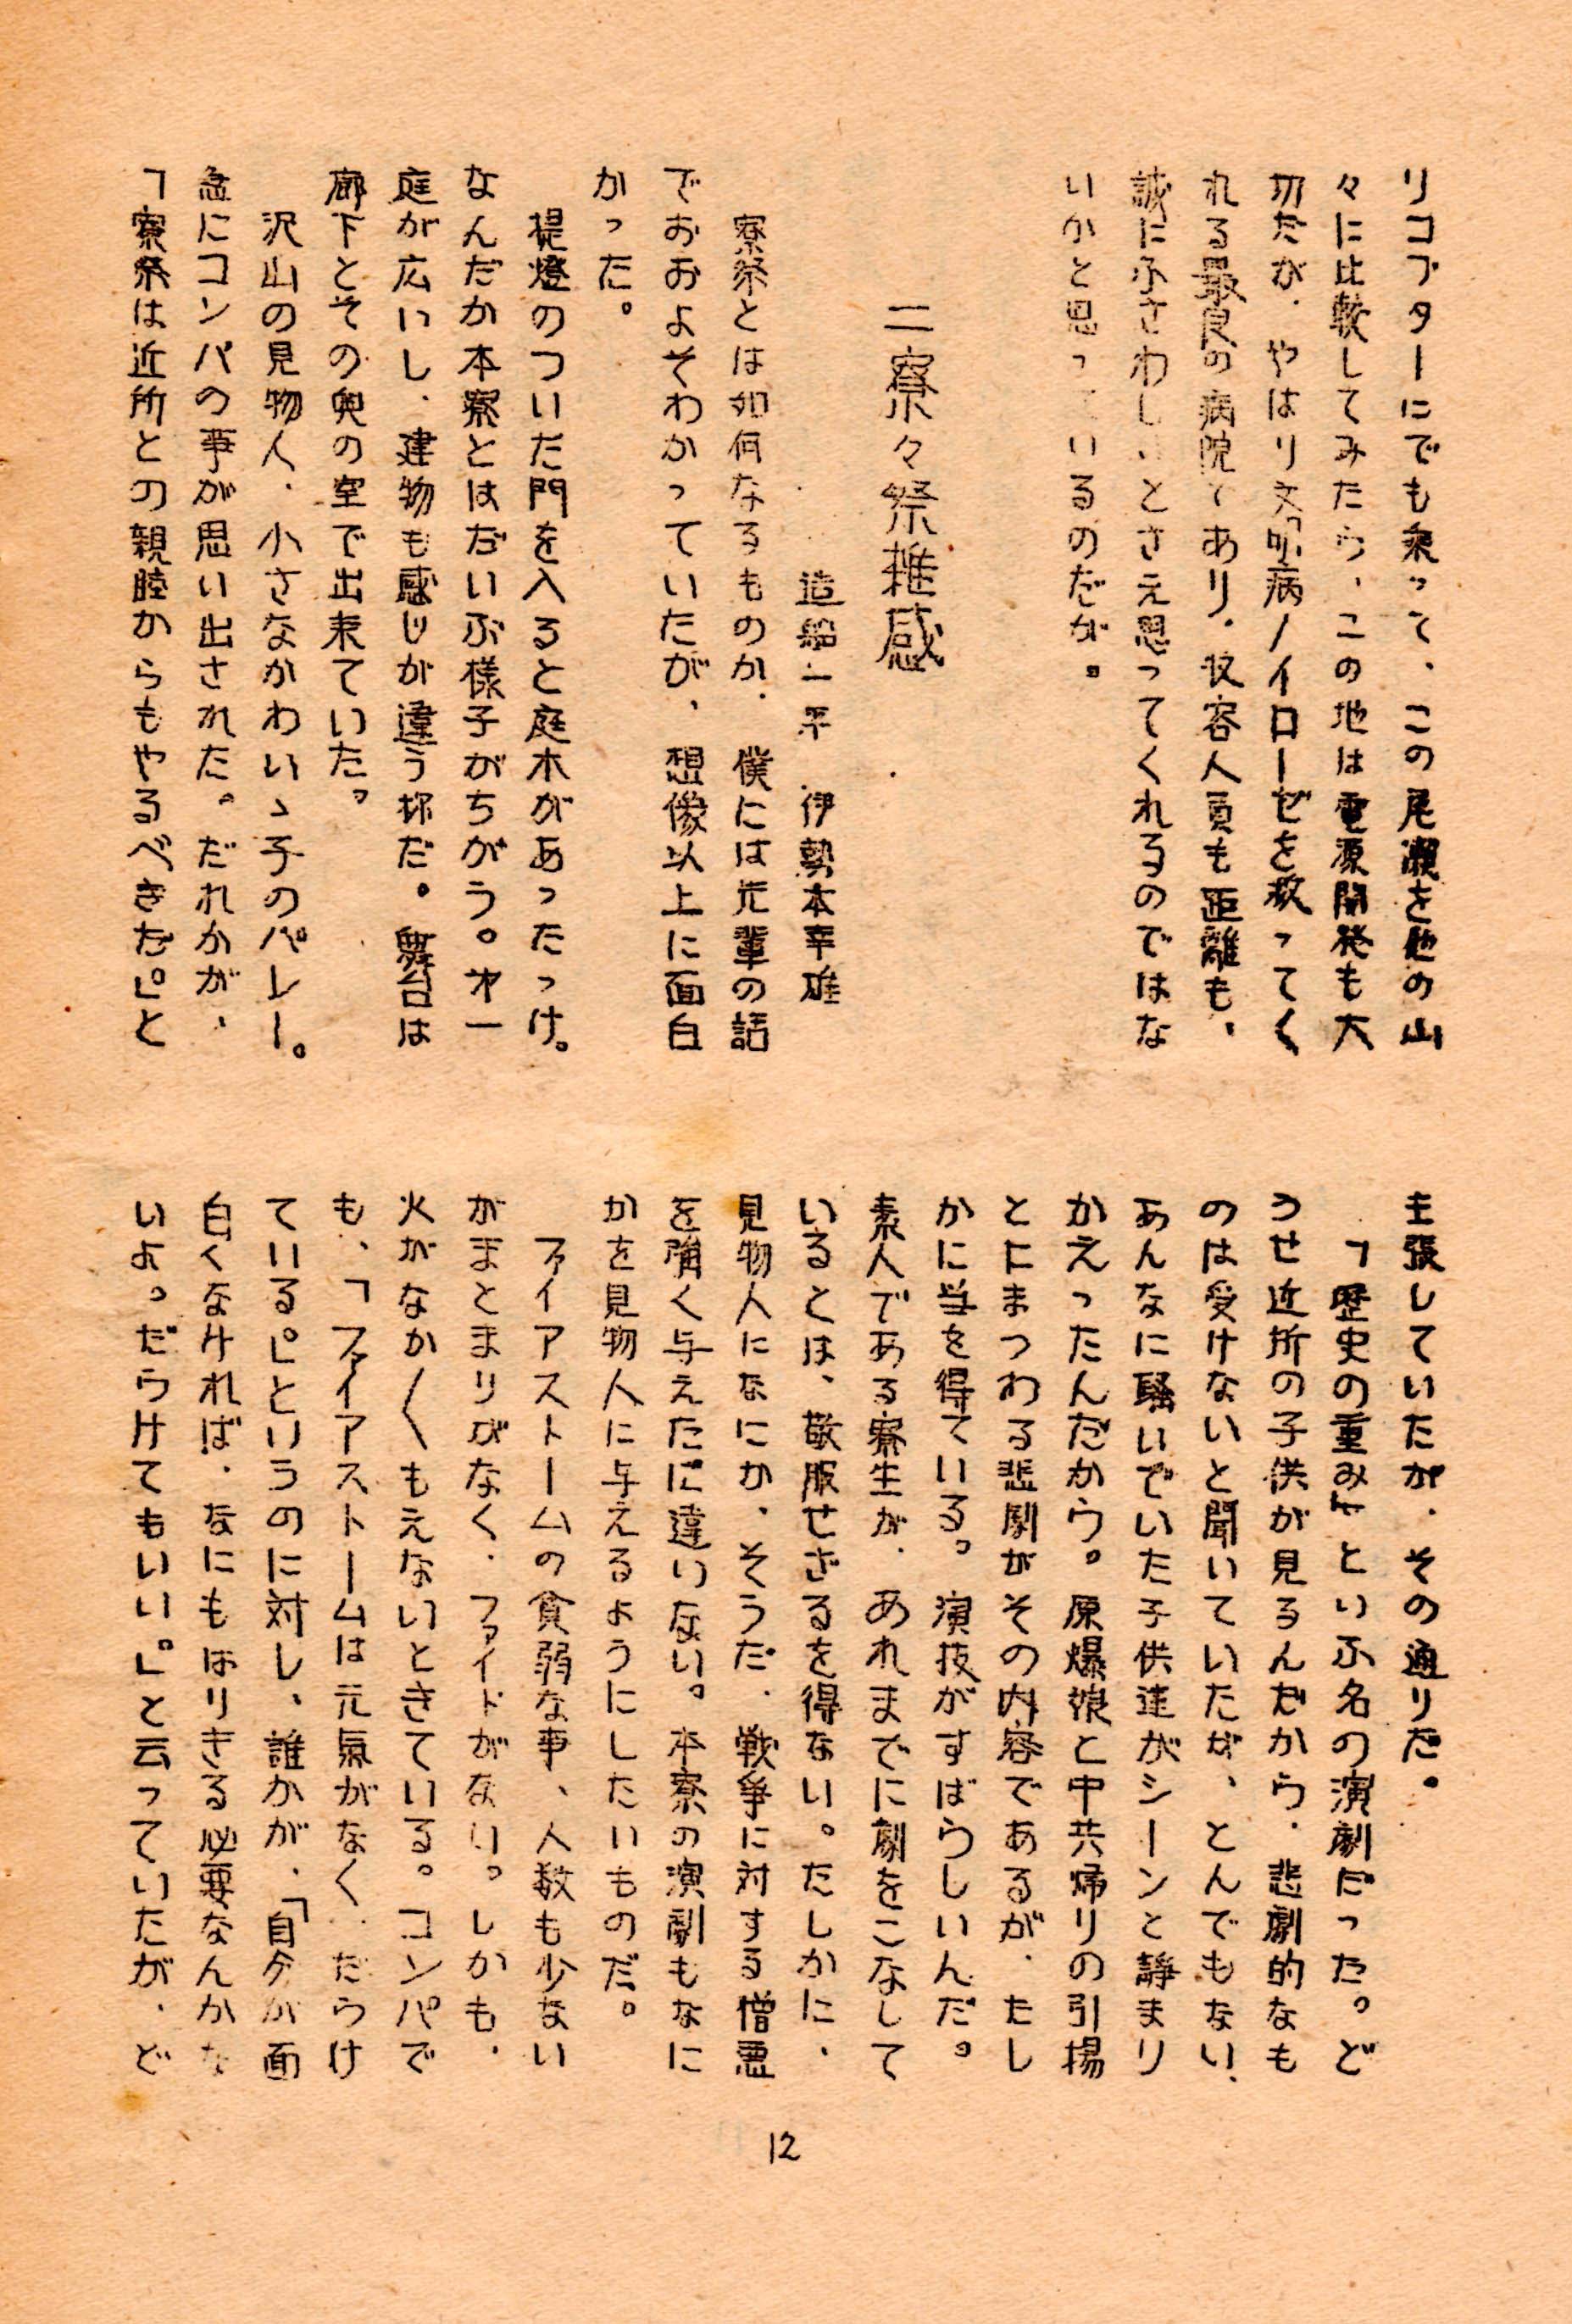 リコプターにでも乗って、この尾瀬を他の山
々に比較してみたら、この地は電源開発も大
切だが、やはり文明病ノイローゼを救ってく
れる最良の病院であり、収容人員も距離も、
誠にふさわしいとさえ思ってくれるのではな
いかと思っているのだが。
二寮々祭雑感
造船一平　伊勢本幸雄
寮祭とは如何なるものか、僕には先輩の話
でおおよそわかっていたが、想像以上に面白
かった。
提燈のついた門を入ると庭木があったっけ。
なんだか本寮とはだいぶ様子がちがう。才一
庭が広いし、建物も感じが違う様だ。舞台は
廊下とその奥の室で出来ていた。
沢山の見物人、小さなかわいゝ子のバレー。
急にコンパの事が思い出された。だれかが、
「寮祭は近所との親睦からもやるべきだ。」と
主張していたが、その通りだ。
「歴史の重み」といふ名の演劇だった。ど
うせ近所の子供が見るんだから、悲劇的なも
のは受けないと聞いていたが、とんでもない、
あんなに騒いでいた子供達がシーンと静まり
かえったんだから。原爆娘と中共帰りの引揚
とにまつわる悲劇がその内容であるが、たし
かに当を得ている。演技がすばらしいんだ。
素人である寮生が、あれまでに劇をこなして
いるとは、敬服せざるを得ない。たしかに、
見物人になにか、そうだ、戦争に対する憎悪
を強く与えたに違いない。本寮の演劇もなに
かを見物人に与えるようにしたいものだ。
ファイアストームの貧弱な事、人数も少ない
がまとまりがなく、ファイトがない。しかも、
火がなか〱もえないときている。コンパで
も、「ファイアストームは元氣がなく、だらけ
ている。」というのに対し、誰かが、「自分が面
白くなければ、なにもはりきる必要なんかな
いよ。だらけてもいい。」と云っていたが、ど
12